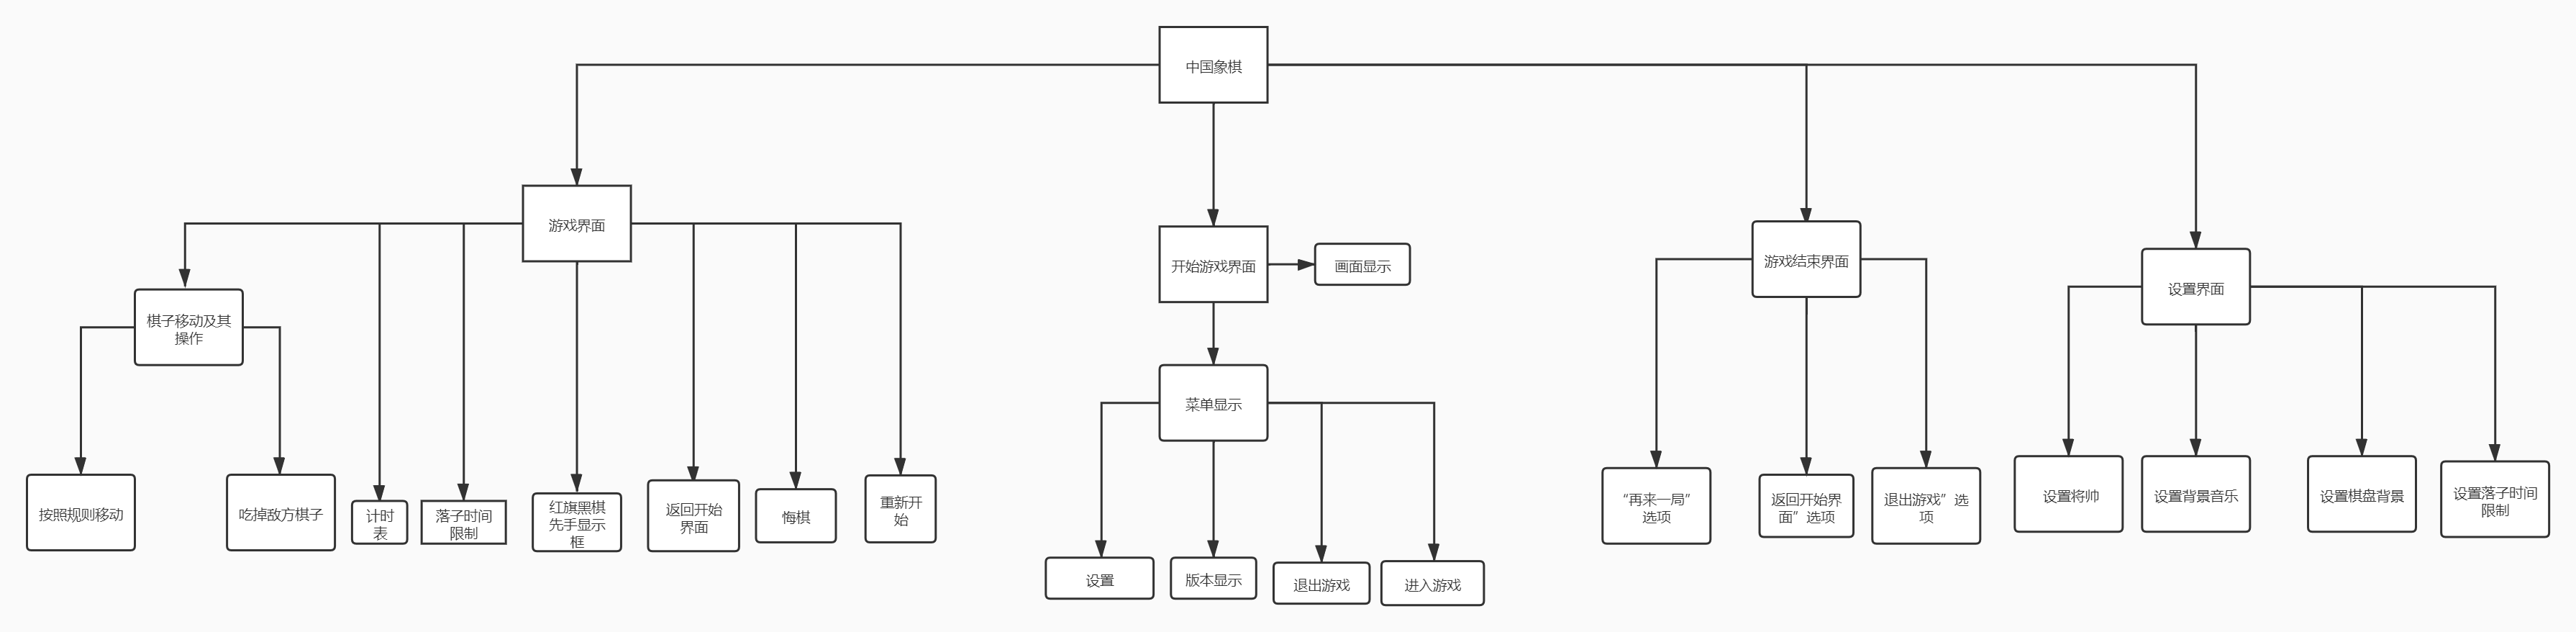 中国象棋
游戏界面
开始游戏界面
画面显示
游戏结束界面
设置界面
棋子移动及其
操作
菜单显示
按照规则移动
吃掉敌方棋子
计时
表
落子时间
限制
红旗黑棋
先手显示
框
返回开始
界面
悔棋
重新开
始
“再来一局”
选项
返回开始界
面”选项
退出游戏”选
项
设置将帅
设置背景音乐
设置棋盘背景
设置落子时间
限制
设置
版本显示
退出游戏
进入游戏